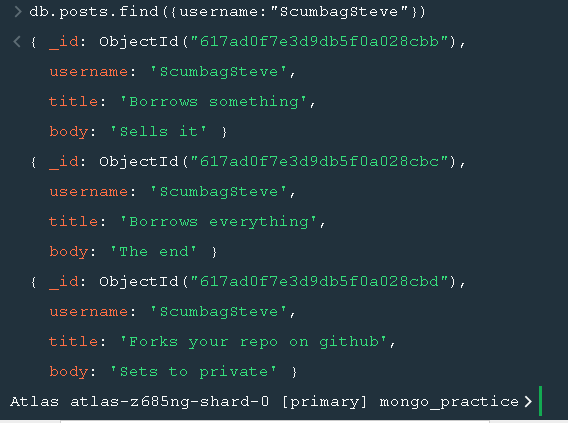 > db.posts.find({username:"ScumbagSteve"})
< { _id: ObjectId("617ad0f7e3d9db5f0a028cbb"),
username: 'ScumbagSteve',
title: 'Borrows something',
body: 'Sells it' }
{ _id: ObjectId("617ad0f7e3d9db5f0a028cbc"),
username: 'ScumbagSteve',
title: 'Borrows everything',
body: 'The end' }
{ _id: ObjectId("617ad0f7e3d9db5f0a028cbd"),
username: 'ScumbagSteve',
title: 'Forks your repo on github',
body: 'Sets to private' }
Atlas atlas-z685ng-shard-0 [primary] mongo_practice>